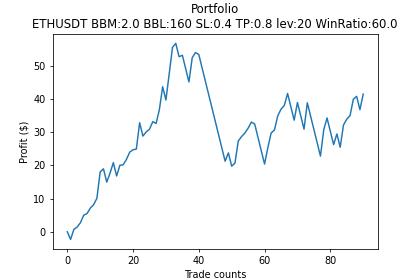 Portfolio
ETHUSDT BBM:2.0 BBL:160 SL:0.4 TP:0.8 lev:20 WinRatio:60.0
Profit ($)
50
40
30
20
10
0
0 20 40 60 80
Trade counts